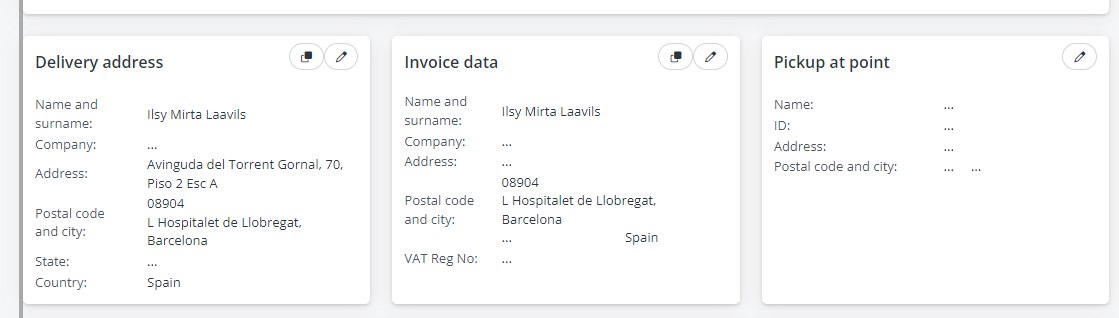 Delivery address
Name and
surname:
Ilsy Mirta Laavils
Company:
...
Address:
Avinguda del Torrent Gornal, 70,
Piso 2 Esc A
Postal code
and city:
08904
L Hospitalet de Llobregat,
Barcelona
State:
...
Country:
Spain
Invoice data
Name and
surname:
Ilsy Mirta Laavils
Company:
...
Address:
...
Postal code
and city:
08904
L Hospitalet de Llobregat,
Barcelona
... Spain
VAT Reg No:
...
Pickup at point
Name:
...
ID:
...
Address:
...
Postal code and city:
... ...